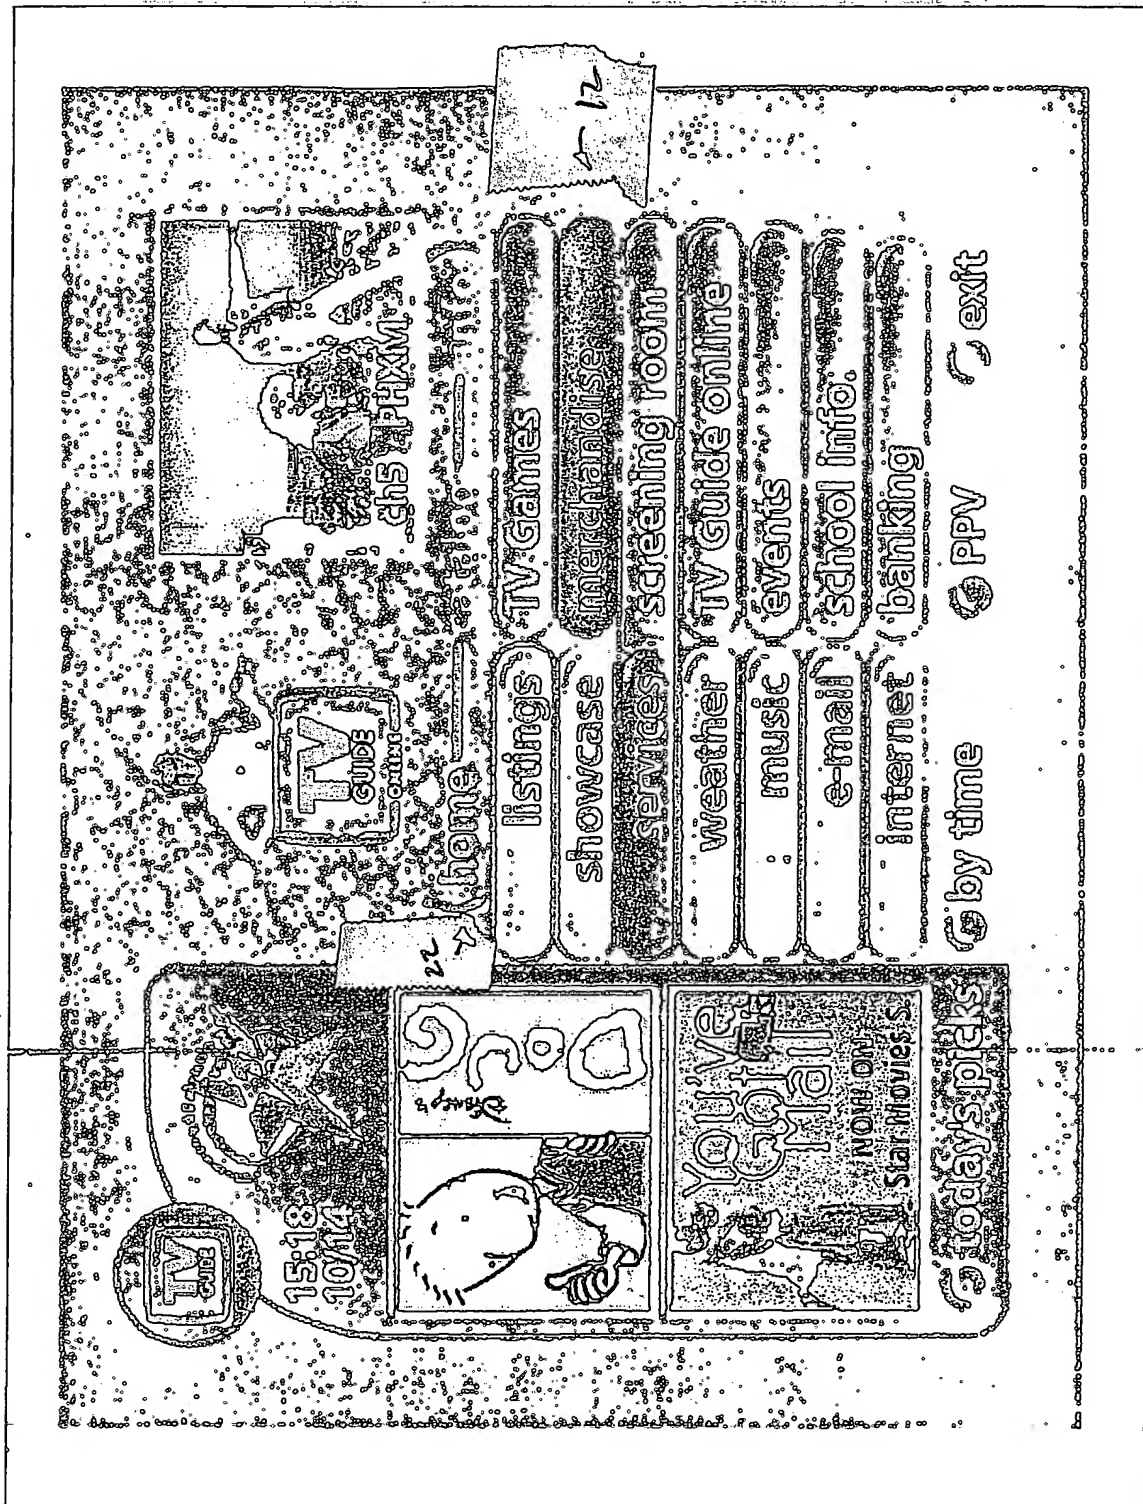 TV
GUIDE
15:18
10/14
TV
GUIDE
ONLINE
ch5 PHXM
22
12
home
listings
showcase
services
weather
music
e-mail
internet
TV Games
merchandise
screening room
TV Guide online
events
school info.
banking
Disney's
DOUG
YOU'VE
GOT
MAIL
NOW ON
Star Movies
today's picks
by time
PPV
exit